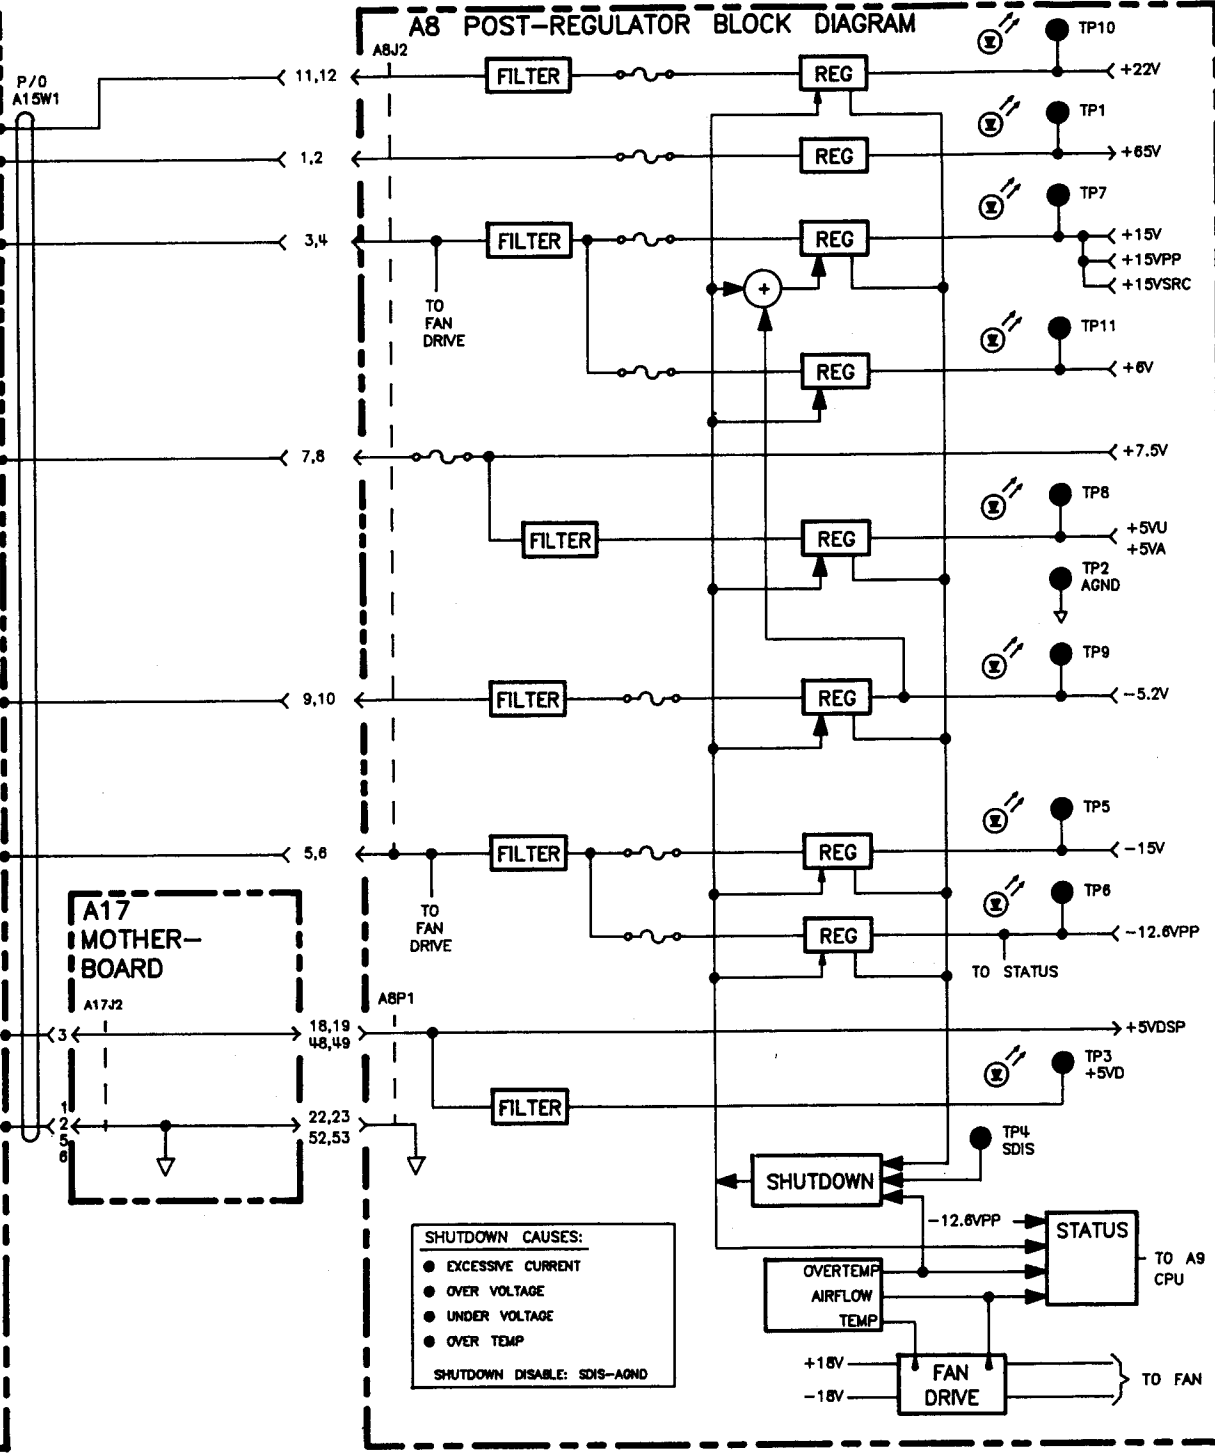 A8 POST-REGULATOR BLOCK DIAGRAM
TP10
A8J2
P/O
A15W1
11,12
FILTER
REG
+22V
TP1
1,2
REG
+65V
TP7
3,4
FILTER
REG
+15V
+15VPP
+15VSRC
+
TO
FAN
DRIVE
TP11
REG
+6V
7,8
+7.5V
TP8
FILTER
REG
+5VU
+5VA
TP2
AGND
TP9
9,10
FILTER
REG
-5.2V
TP5
5,6
FILTER
REG
-15V
TP6
TO
FAN
DRIVE
REG
-12.6VPP
TO STATUS
A17
MOTHER-
BOARD
A17J2
A8P1
3
18,19
48,49
+5VDSP
TP3
+5VD
FILTER
1
2
5
6
22,23
52,53
TP4
SDIS
SHUTDOWN
-12.6VPP
STATUS
TO A9
CPU
OVERTEMP
AIRFLOW
TEMP
SHUTDOWN CAUSES:
● EXCESSIVE CURRENT
● OVER VOLTAGE
● UNDER VOLTAGE
● OVER TEMP
SHUTDOWN DISABLE: SDIS-AGND
+18V
-18V
FAN
DRIVE
TO FAN